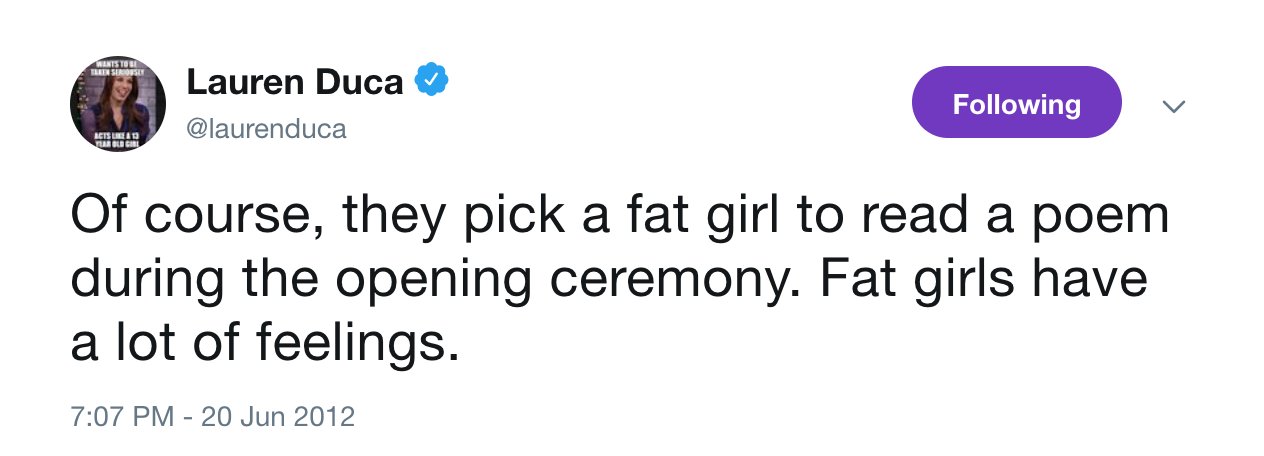 WANTS TO BE
TAKEN SERIOUSLY
ACTS LIKE A 13
YEAR OLD GIRL
Lauren Duca
@laurenduca
Following
Of course, they pick a fat girl to read a poem
during the opening ceremony. Fat girls have
a lot of feelings.
7:07 PM - 20 Jun 2012